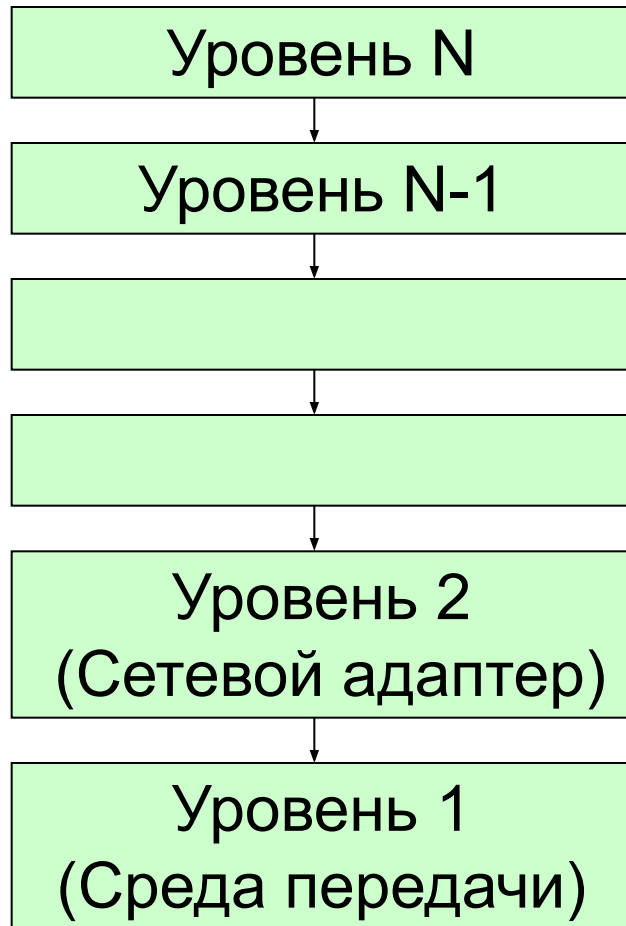 Уровень N
Уровень N-1
Уровень 2
(Сетевой адаптер)
Уровень 1
(Среда передачи)